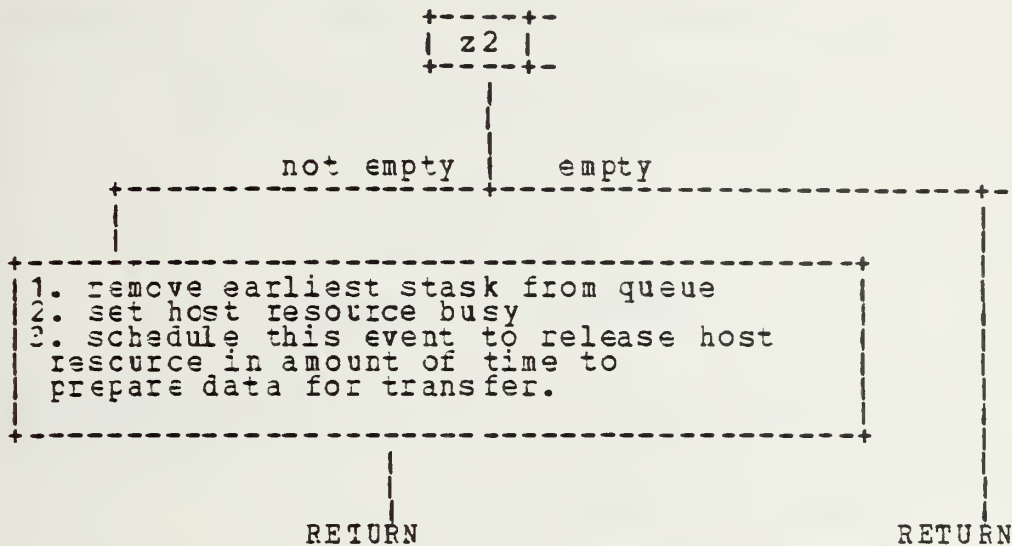 z2
not empty empty
1. remove earliest stask from queue
2. set host resource busy
3. schedule this event to release host
rescurce in amount of time to
prepare data for transfer.
RETURN RETURN